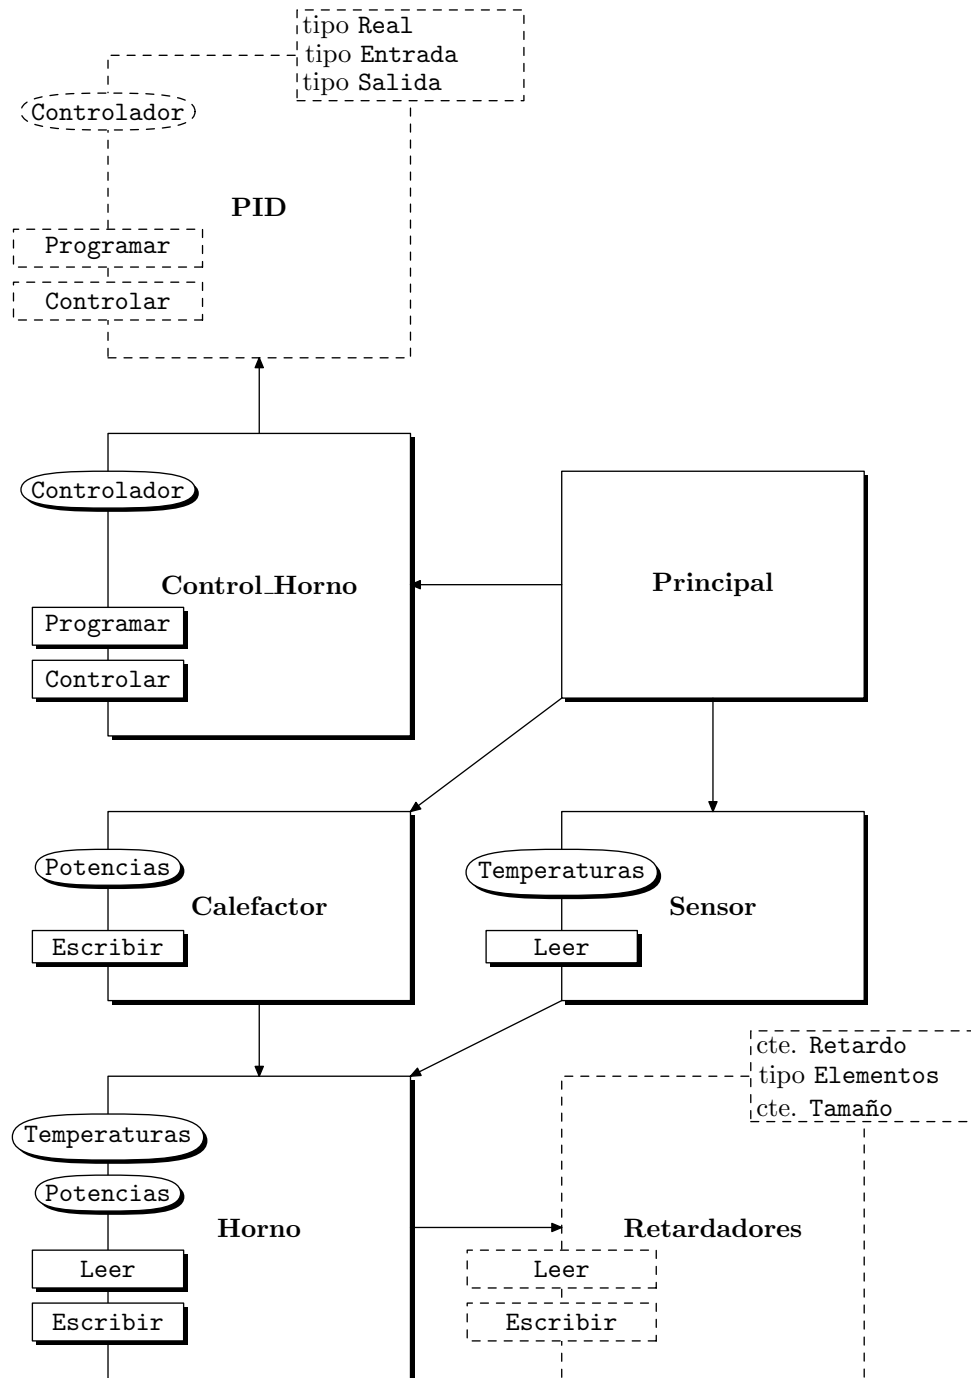 tipo Real
tipo Entrada
tipo Salida
Controlador
PID
Programar
Controlar
Controlador
Control_Horno
Programar
Controlar
Principal
Potencias
Calefactor
Escribir
Temperaturas
Sensor
Leer
cte. Retardo
tipo Elementos
cte. Tamaño
Temperaturas
Potencias
Horno
Leer
Escribir
Retardadores
Leer
Escribir